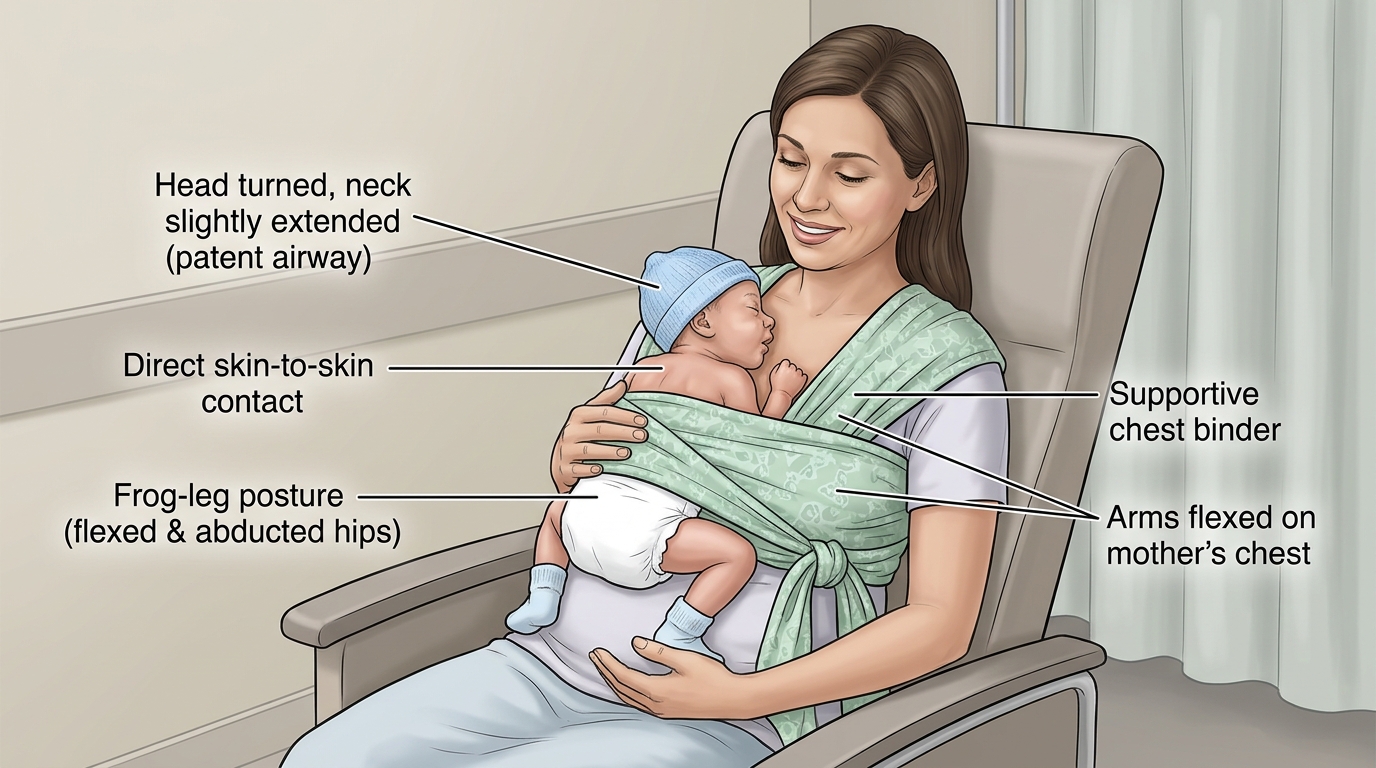 Head turned, neck
slightly extended
(patent airway)
Direct skin-to-skin
contact
Frog-leg posture
(flexed & abducted hips)
Supportive
chest binder
Arms flexed on
mother's chest